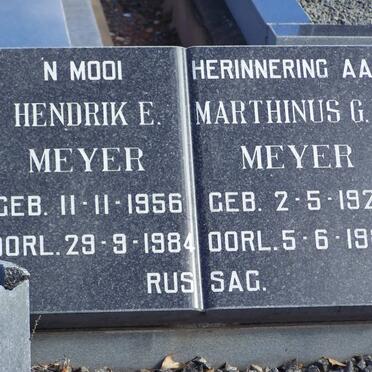 'N MOOI HERINNERING AA
HENDRIK E. MARTHINUS G.
MEYER MEYER
GEB. 11-11-1956 GEB. 2-5-192
OORL. 29-9-1984 OORL. 5-6-19
RUS SAG.